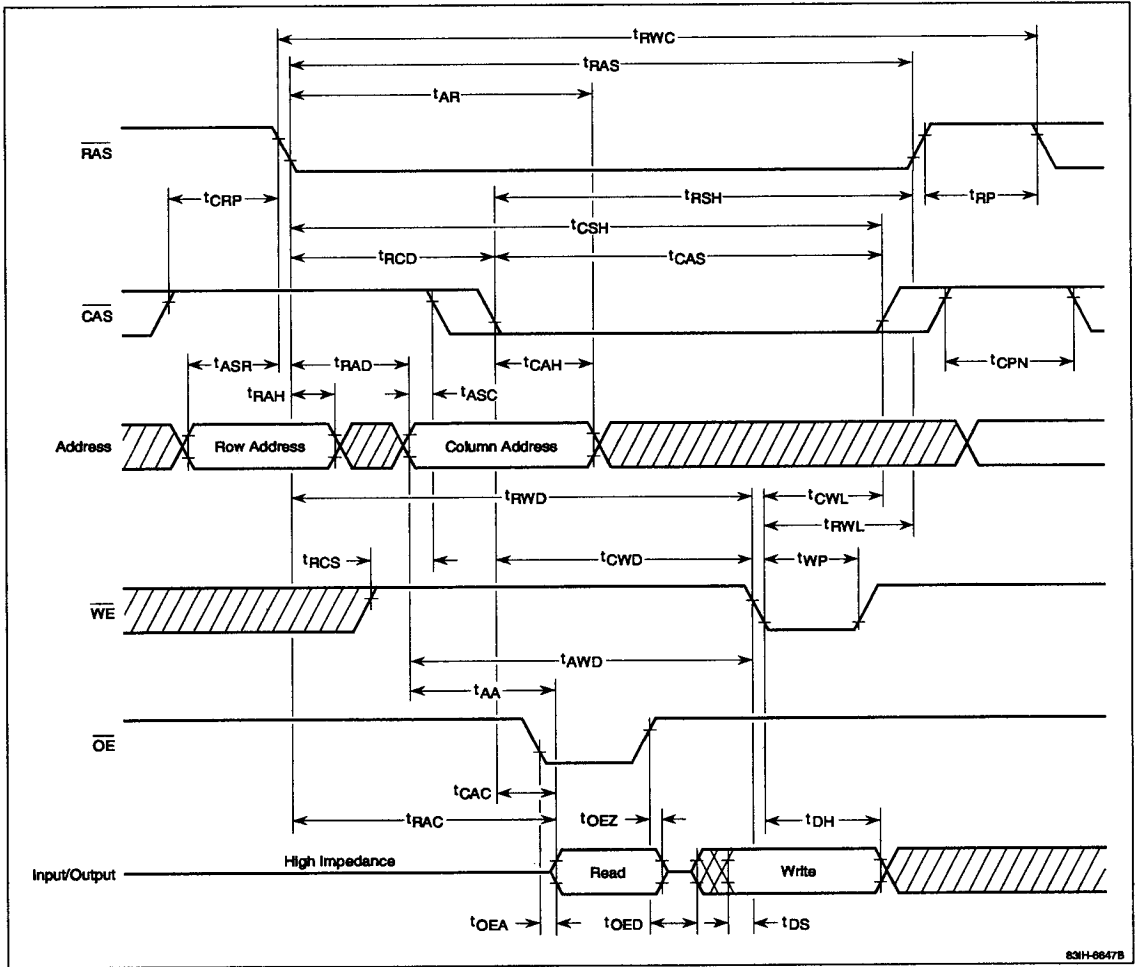 tRWC
tRAS
tAR
RAS
tCRP
tRSH
tRP
tCSH
tRCD
tCAS
CAS
tASR
tRAD
tCAH
tCPN
tRAH
tASC
Address
Row Address
Column Address
tRWD
tCWL
tRWL
tRCS
tCWD
tWP
WE
tAWD
tAA
OE
tCAC
tRAC
tOEZ
tDH
High Impedance
Input/Output
Read
Write
tOEA
tOED
tDS
83IH-6647B